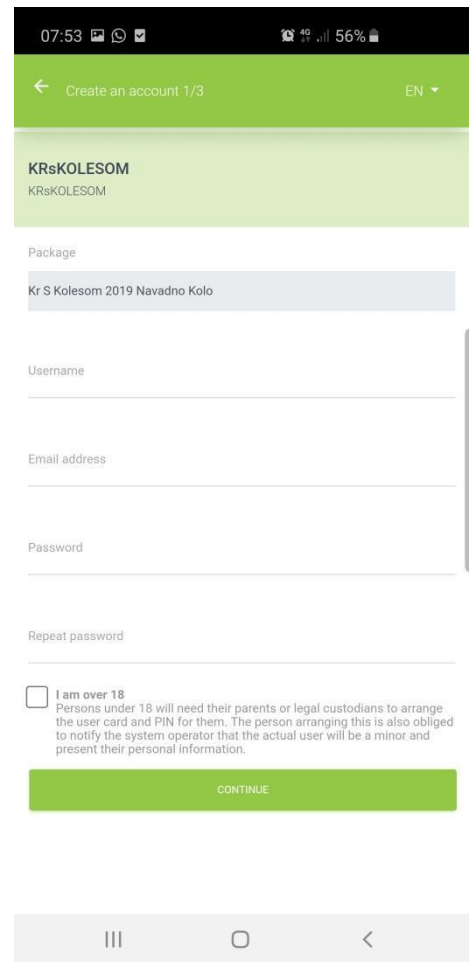 07:53
4G
56%
Create an account 1/3
EN
KRsKOLESOM
KRsKOLESOM
Package
Kr S Kolesom 2019 Navadno Kolo
Username
Email address
Password
Repeat password
I am over 18
Persons under 18 will need their parents or legal custodians to arrange
the user card and PIN for them. The person arranging this is also obliged
to notify the system operator that the actual user will be a minor and
present their personal information.
CONTINUE